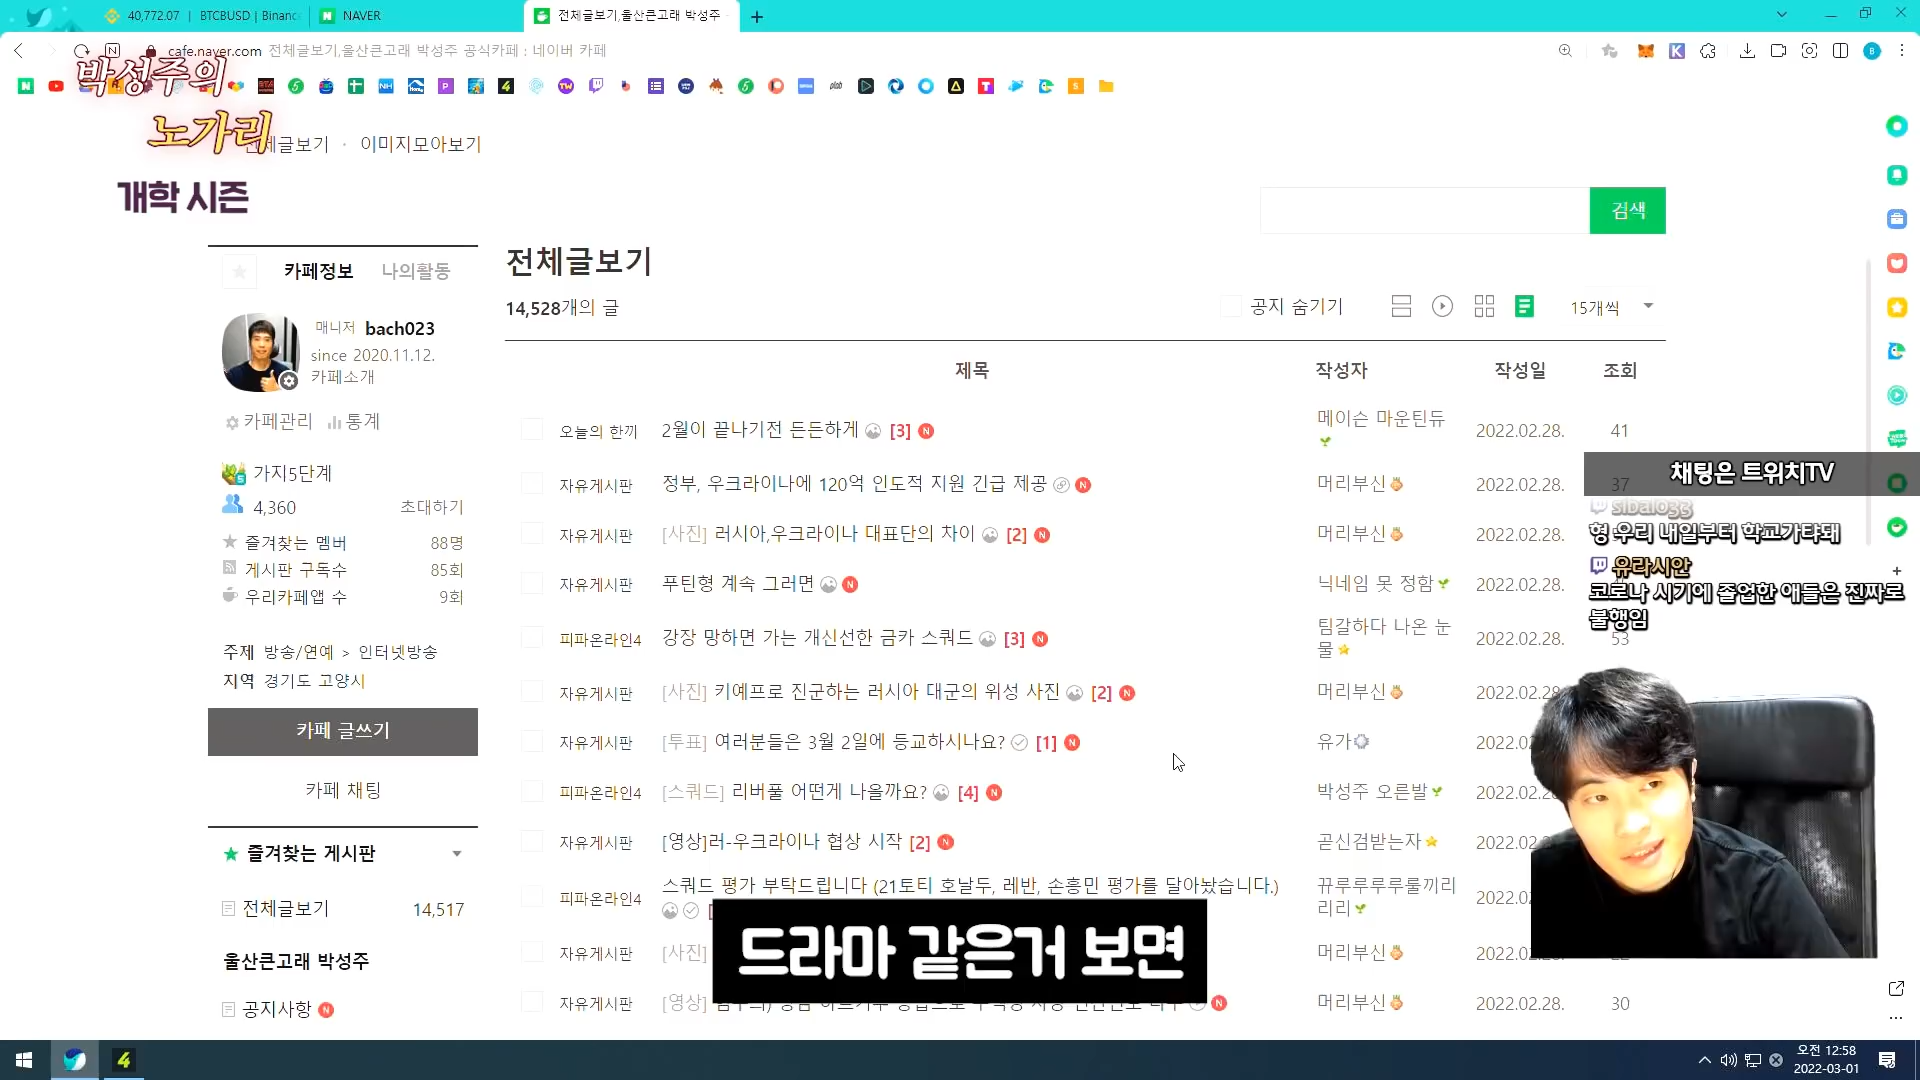 40,772.07 | BTCBUSD | Binanc
NAVER
전체글보기,울산큰고래 박성주
cafe.naver.com 전체글보기,울산큰고래 박성주 공식카페 : 네이버 카페
박성주의
노가리
전체글보기 · 이미지모아보기
개학 시즌
검색
카페정보 나의활동
매니저 bach023
since 2020.11.12.
카페소개
카페관리 통계
가지5단계
4,360 초대하기
즐겨찾는 멤버 88명
게시판 구독수 85회
우리카페앱 수 9회
주제 방송/연예 > 인터넷방송
지역 경기도 고양시
카페 글쓰기
카페 채팅
즐겨찾는 게시판
전체글보기 14,517
울산큰고래 박성주
공지사항 N
전체글보기
14,528개의 글
공지 숨기기 15개씩
제목 작성자 작성일 조회
오늘의 한끼 2월이 끝나기전 든든하게 [3] N 메이슨 마운틴듀 2022.02.28. 41
자유게시판 정부, 우크라이나에 120억 인도적 지원 긴급 제공 N 머리부신 2022.02.28. 37
자유게시판 [사진] 러시아,우크라이나 대표단의 차이 [2] N 머리부신 2022.02.28.
자유게시판 푸틴형 계속 그러면 N 닉네임 못 정함 2022.02.28.
피파온라인4 강장 망하면 가는 개신선한 금카 스쿼드 [3] N 팀갈하다 나온 눈물 2022.02.28. 53
자유게시판 [사진] 키예프로 진군하는 러시아 대군의 위성 사진 [2] N 머리부신 2022.02.28
자유게시판 [투표] 여러분들은 3월 2일에 등교하시나요? [1] N 유가 2022.0
피파온라인4 [스쿼드] 리버풀 어떤게 나을까요? [4] N 박성주 오른발 2022.02.2
자유게시판 [영상]러-우크라이나 협상 시작 [2] N 곧신검받는자 2022.0
피파온라인4 스쿼드 평가 부탁드립니다 (21토티 호날두, 레반, 손흥민 평가를 달아놨습니다.) 뀨루루루루룰끼리리리 2022.0
자유게시판 [사진] 머리부신 2022.02.
자유게시판 [영상] N 머리부신 2022.02.28. 30
채팅은 트위치TV
sibalo33
형 우리 내일부터 학교가탸돼
유라시안
코로나 시기에 졸업한 애들은 진짜로
불행임
드라마 같은거 보면
오전 12:58
2022-03-01